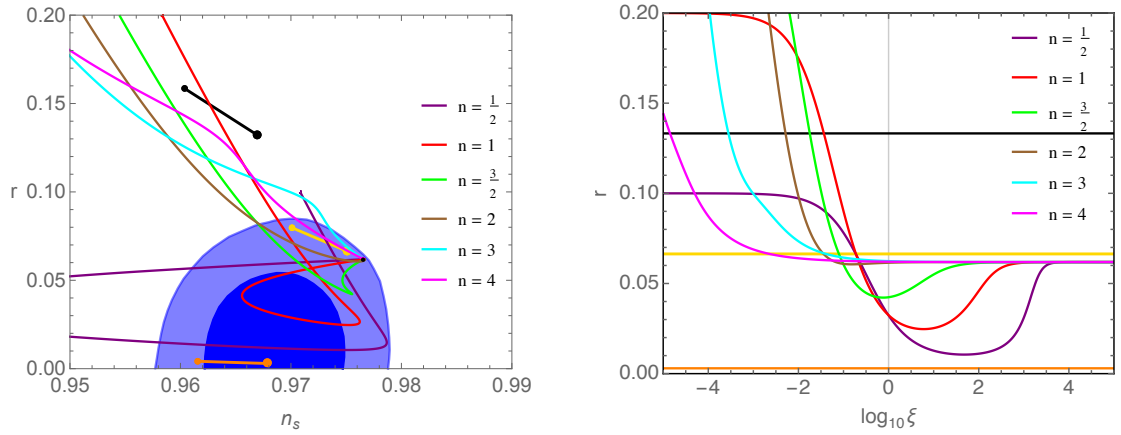 r
0.20
0.15
0.10
0.05
0.00
0.95
0.96
0.97
0.98
0.99
n_s
n = 1/2
n = 1
n = 3/2
n = 2
n = 3
n = 4
r
0.20
0.15
0.10
0.05
0.00
-4
-2
0
2
4
log₁₀ ξ
n = 1/2
n = 1
n = 3/2
n = 2
n = 3
n = 4